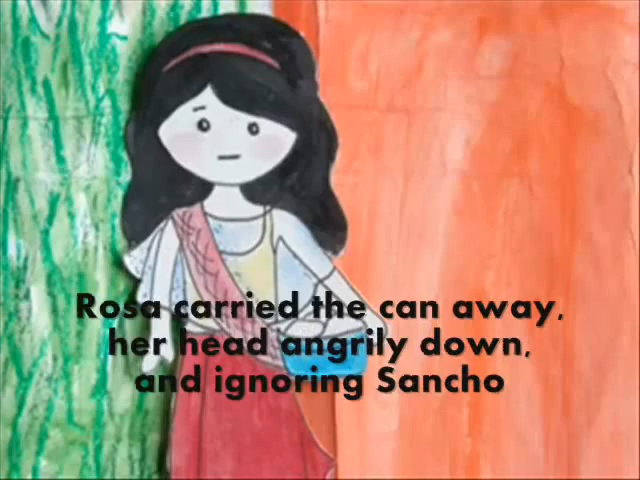 Rosa carried the can away,
her head angrily down,
and ignoring Sancho